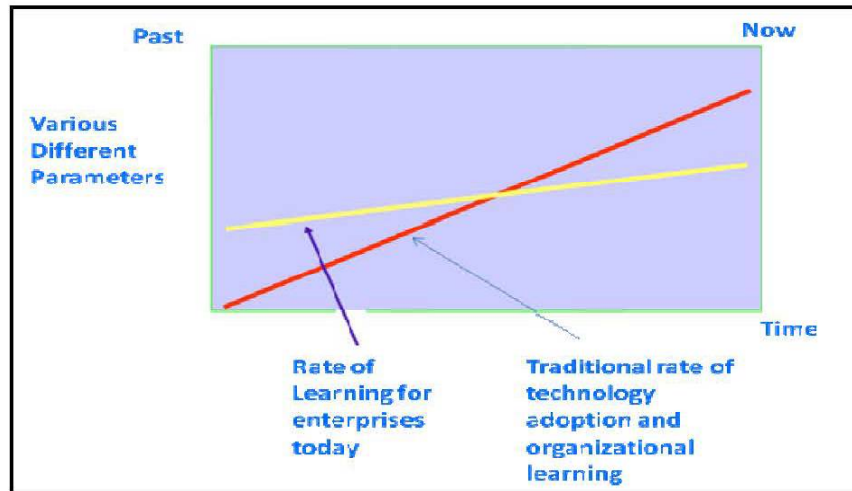 Past
Now
Various
Different
Parameters
Time
Rate of
Learning for
enterprises
today
Traditional rate of
technology
adoption and
organizational
learning